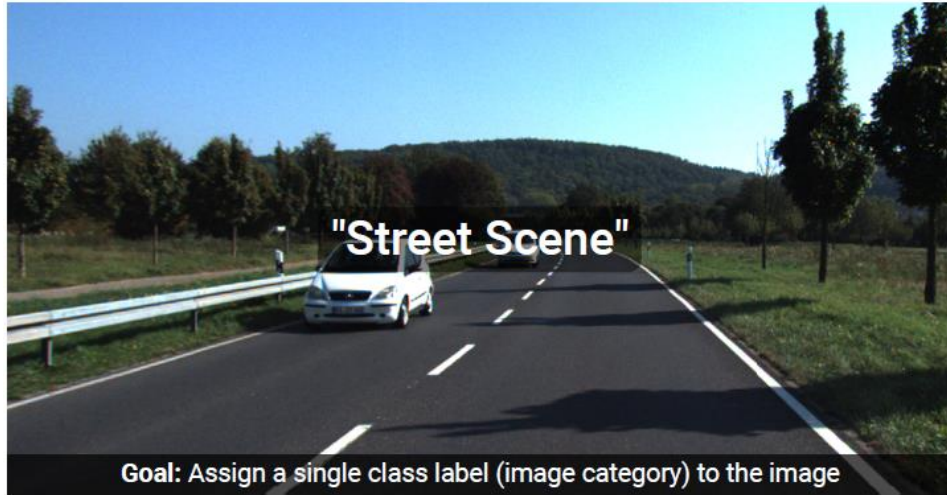 "Street Scene"
Goal: Assign a single class label (image category) to the image